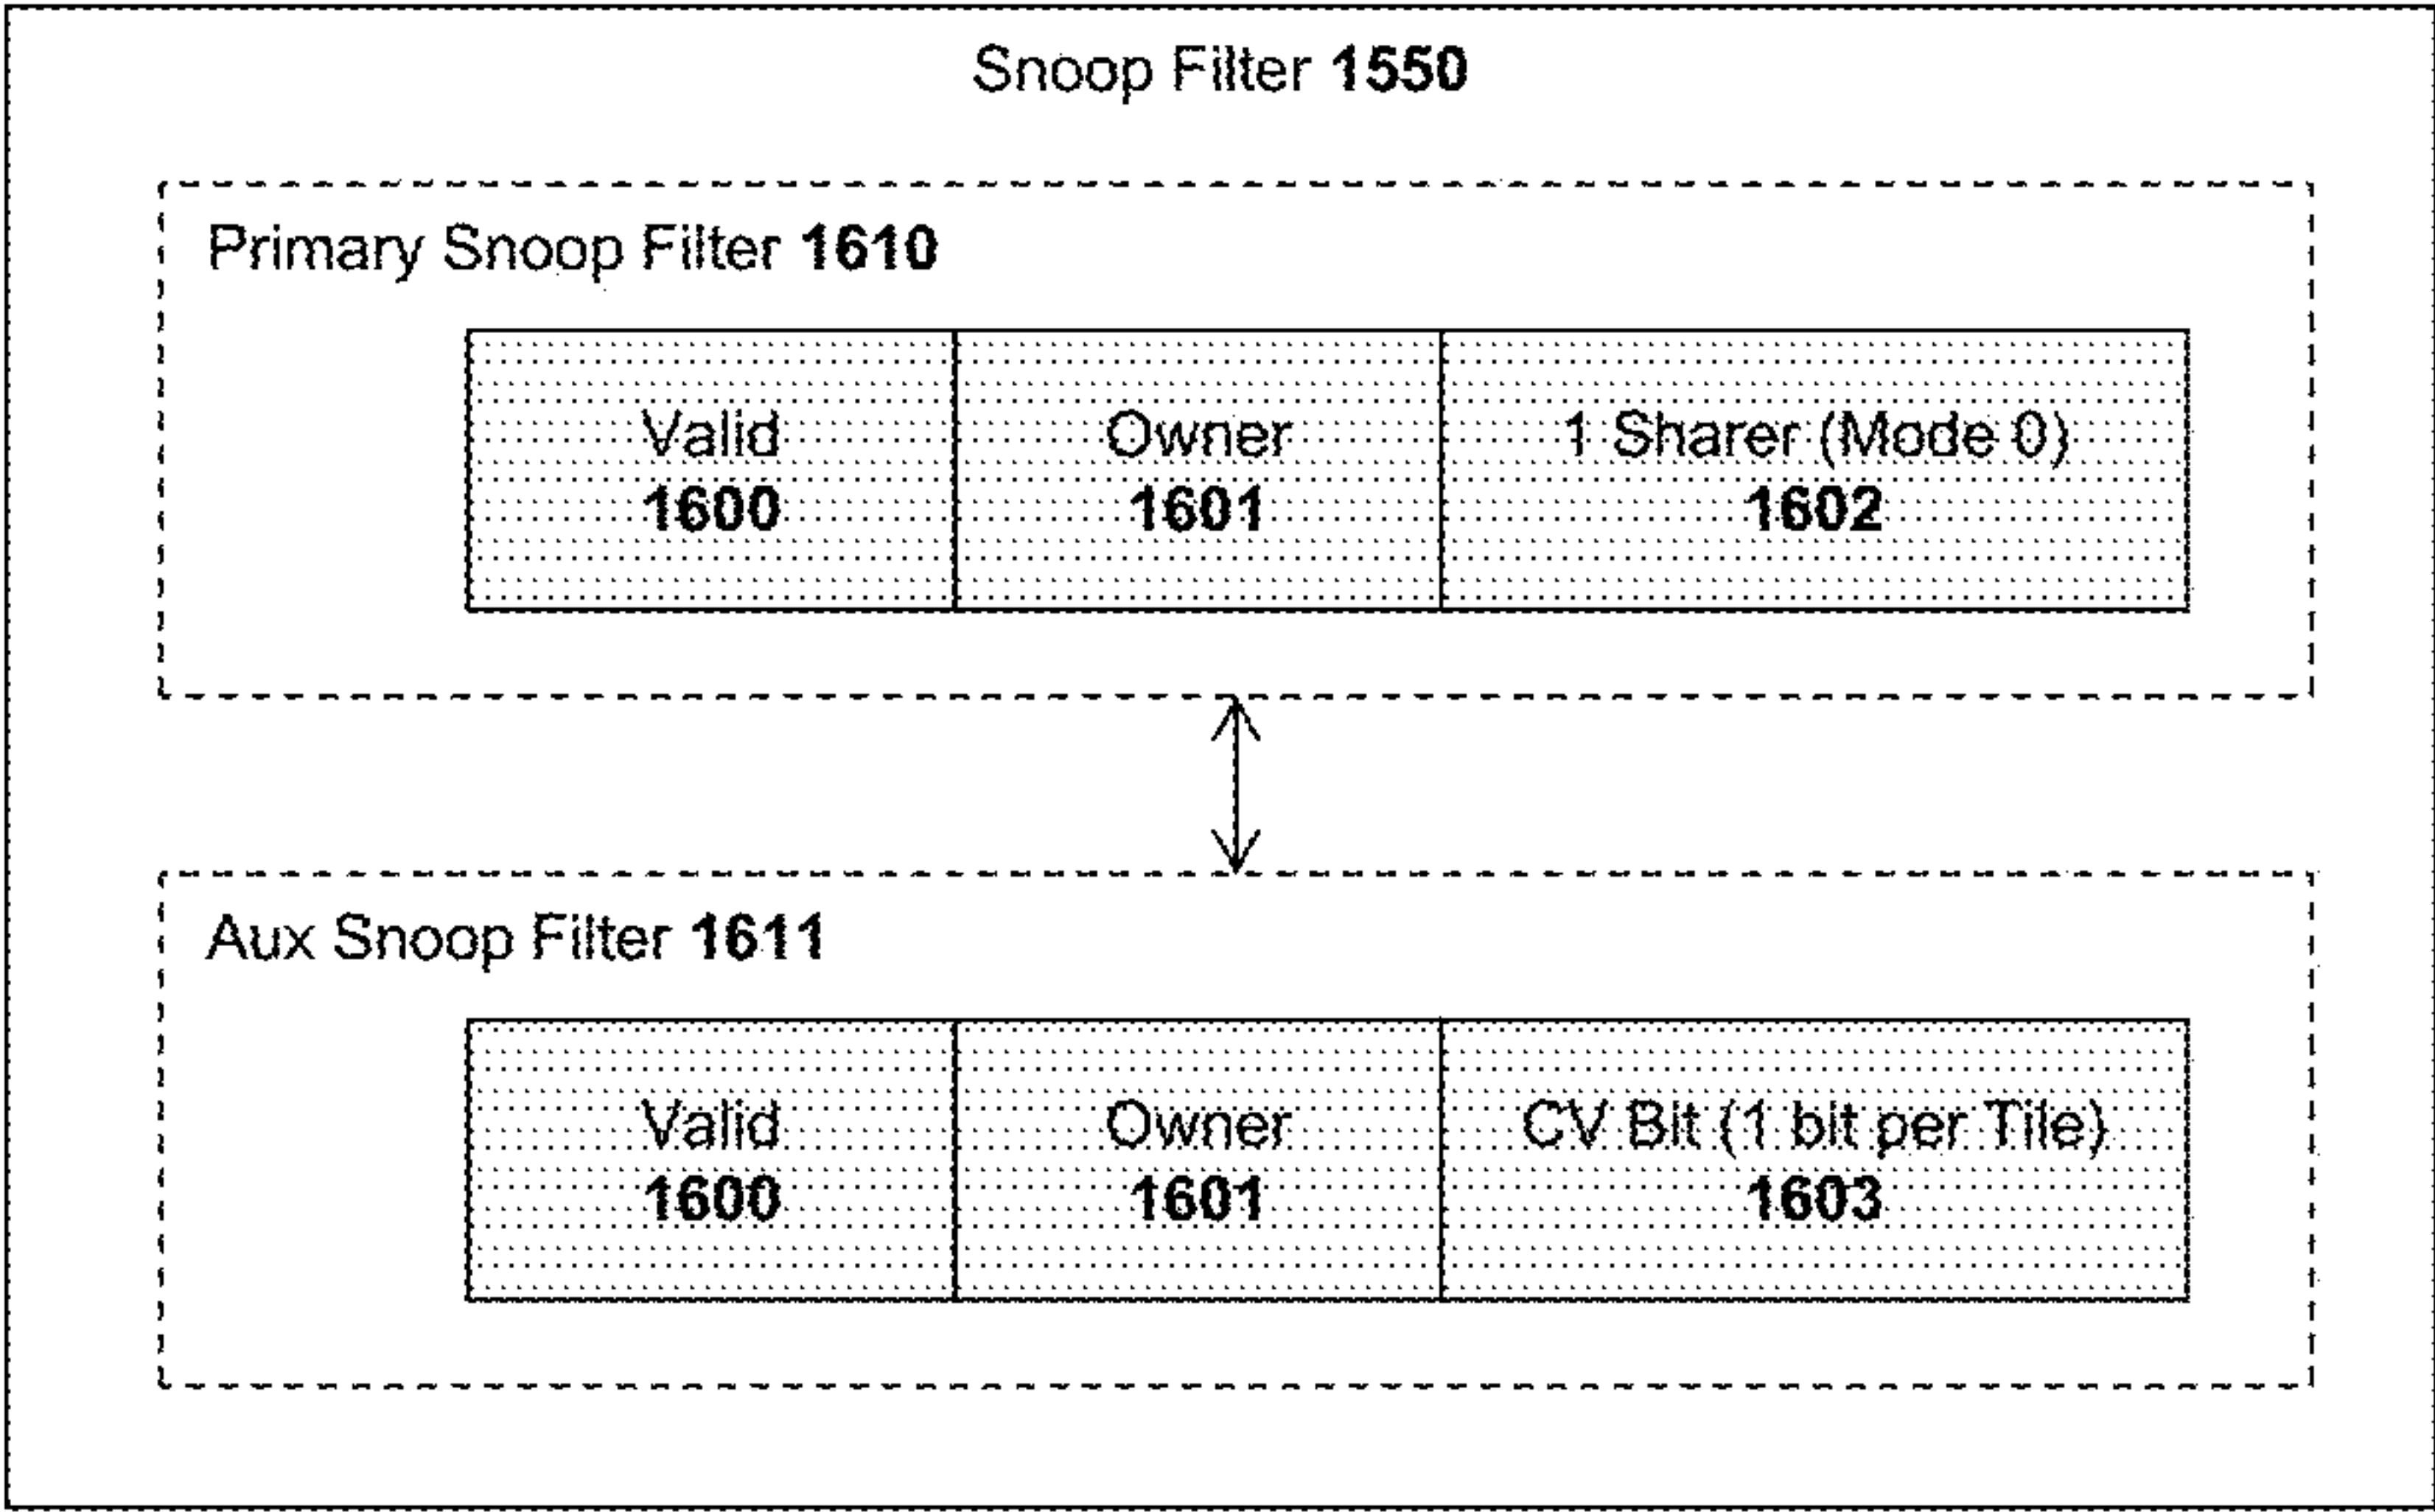 Snoop Filter 1550
Primary Snoop Filter 1610
Valid Owner 1 Sharer (Mode 0)
1600 1601 1602
Aux Snoop Filter 1611
Valid Owner CV Bit (1 bit per Tile)
1600 1601 1603